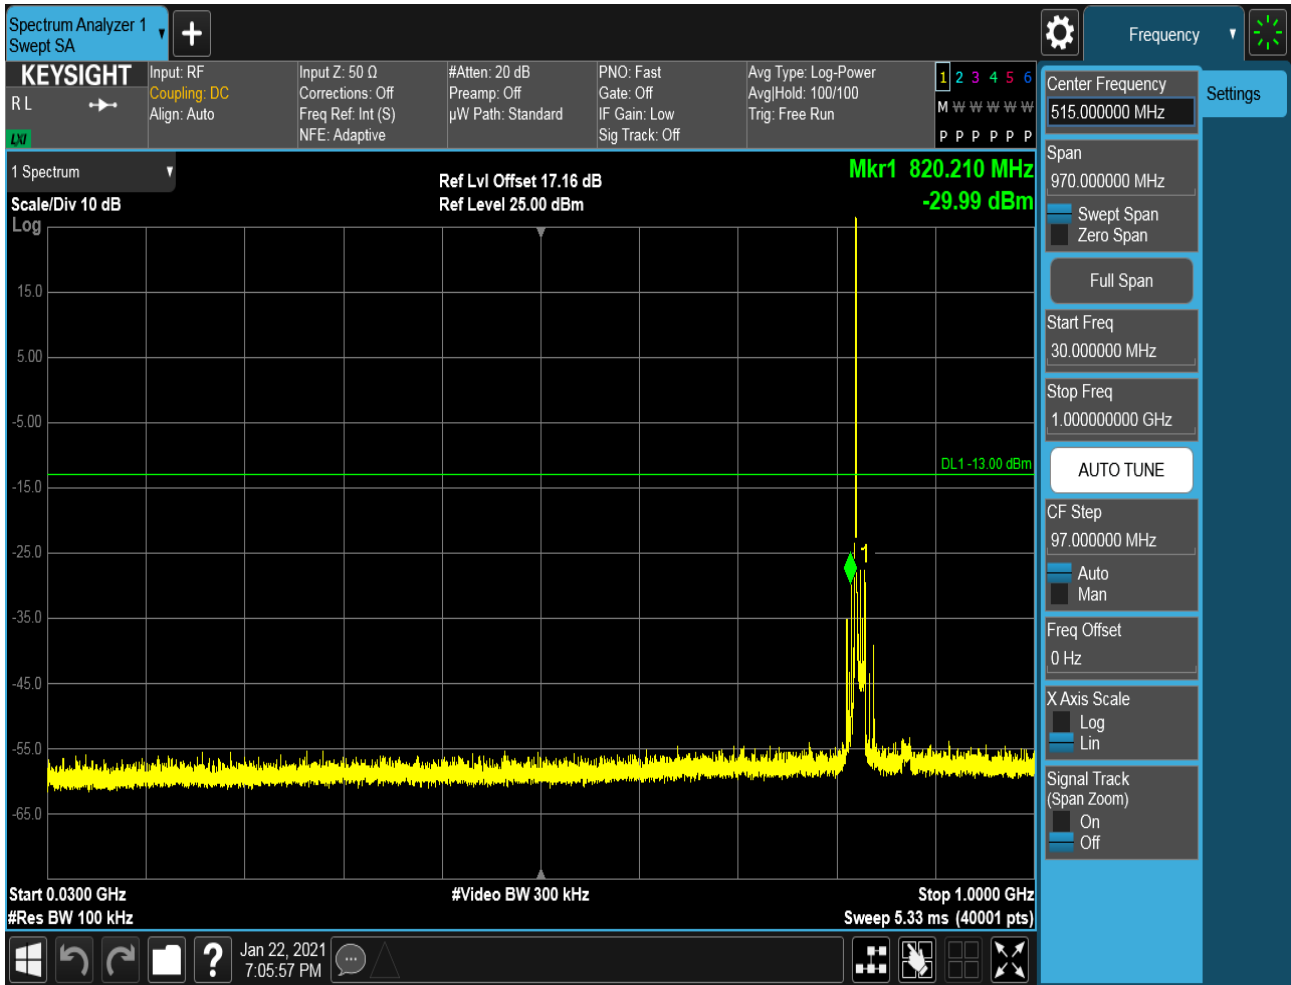 Spectrum Analyzer 1
Swept SA
Frequency
KEYSIGHT
R L
LXI
Input: RF
Coupling: DC
Align: Auto
Input Z: 50 Ω
Corrections: Off
Freq Ref: Int (S)
NFE: Adaptive
#Atten: 20 dB
Preamp: Off
µW Path: Standard
PNO: Fast
Gate: Off
IF Gain: Low
Sig Track: Off
Avg Type: Log-Power
Avg|Hold: 100/100
Trig: Free Run
1 2 3 4 5 6
M W W W W W
P P P P P P
1 Spectrum
Scale/Div 10 dB
Log
Ref Lvl Offset 17.16 dB
Ref Level 25.00 dBm
Mkr1 820.210 MHz
-29.99 dBm
15.0
5.00
-5.00
DL1 -13.00 dBm
-15.0
-25.0
1
-35.0
-45.0
-55.0
-65.0
Start 0.0300 GHz
#Video BW 300 kHz
Stop 1.0000 GHz
#Res BW 100 kHz
Sweep 5.33 ms (40001 pts)
Center Frequency
515.000000 MHz
Settings
Span
970.000000 MHz
Swept Span
Zero Span
Full Span
Start Freq
30.000000 MHz
Stop Freq
1.000000000 GHz
AUTO TUNE
CF Step
97.000000 MHz
Auto
Man
Freq Offset
0 Hz
X Axis Scale
Log
Lin
Signal Track
(Span Zoom)
On
Off
?
Jan 22, 2021
7:05:57 PM